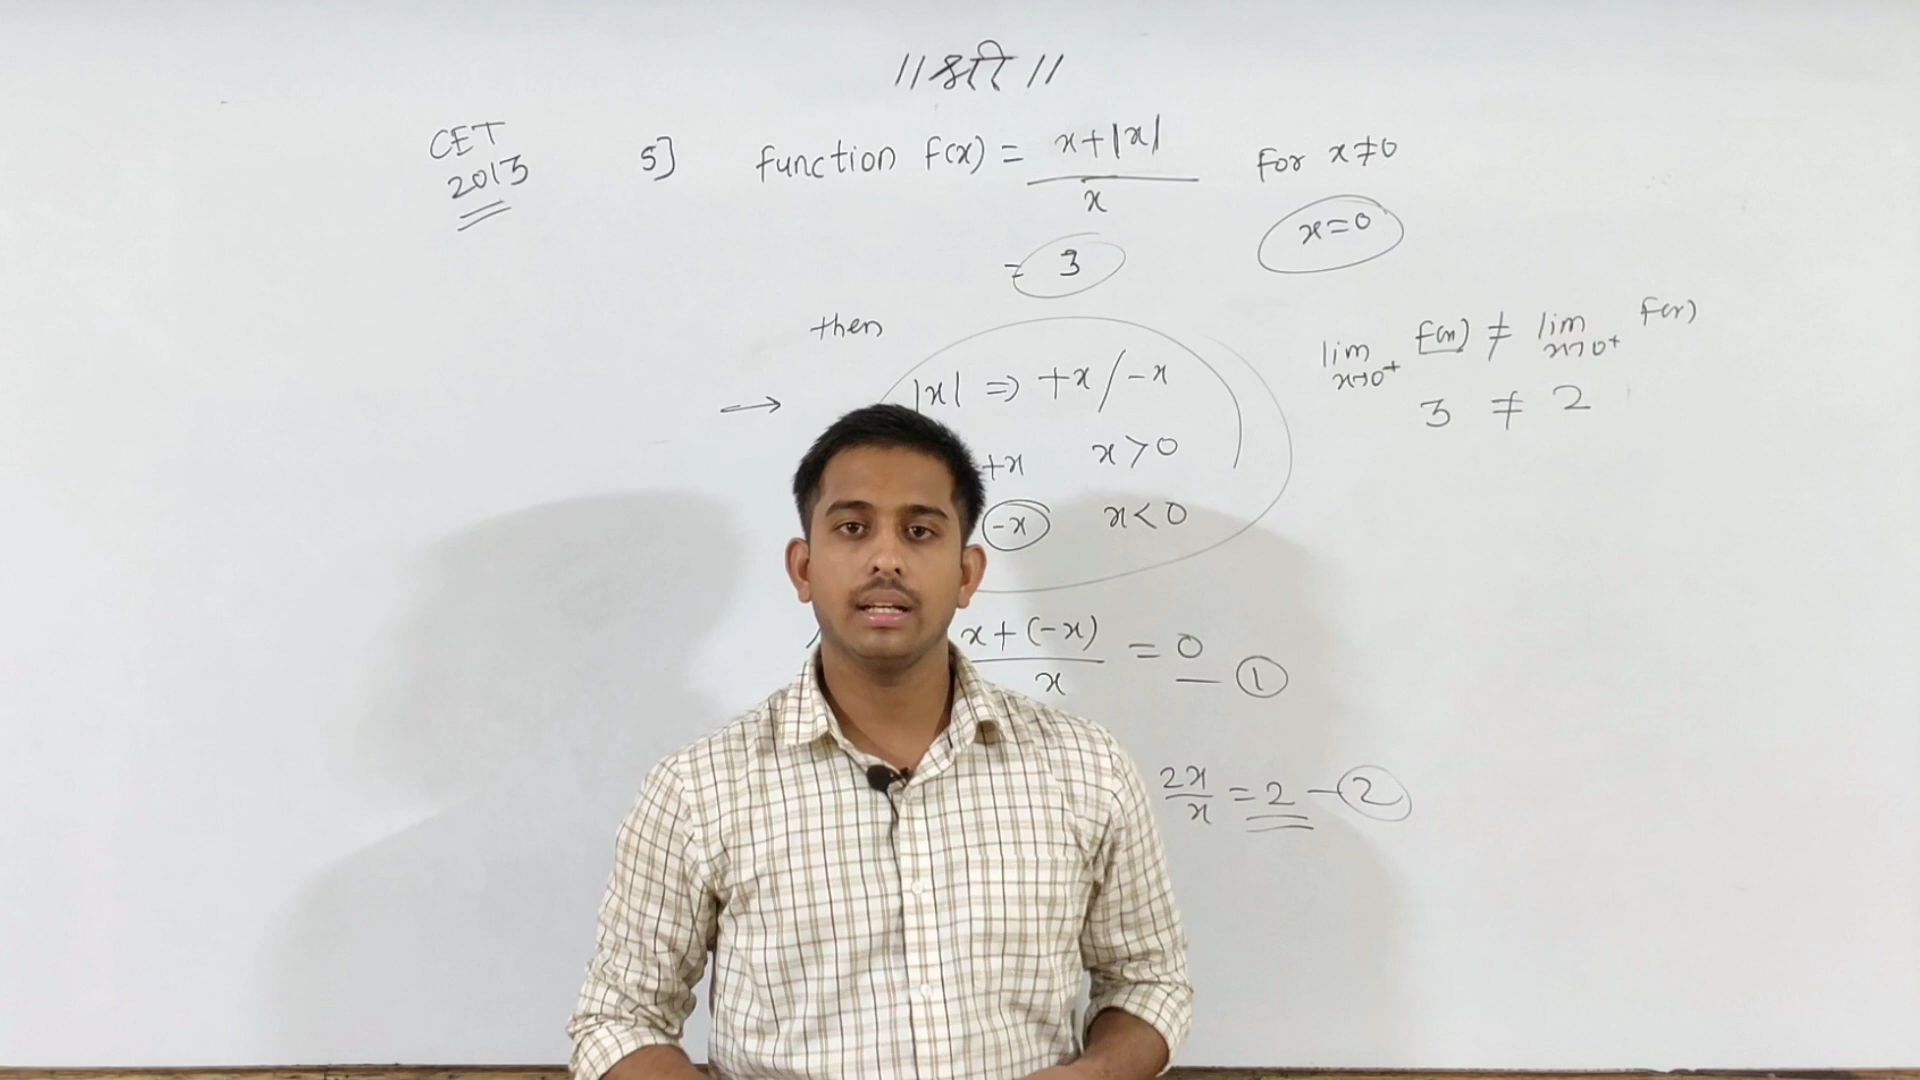 ||श्री||
CET
2013
5] function f(x) = x+|x| / x for x≠0
= 3 x=0
then
|x| ⇒ +x/-x
+x x>0
-x x<0
x+(-x) / x = 0 ①
2x/x = 2 - ②
lim x→0+ f(x) ≠ lim x→0+ f(x)
3 ≠ 2